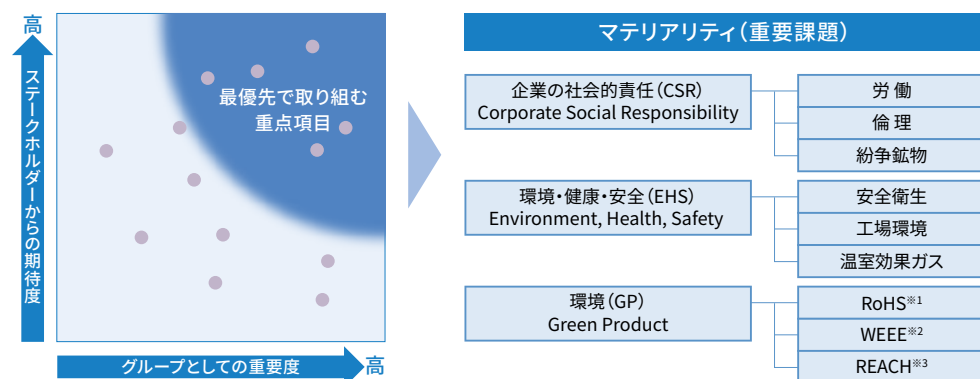 高
ステークホルダーからの期待度
最優先で取り組む
重点項目
グループとしての重要度
高
マテリアリティ（重要課題）
企業の社会的責任（CSR）
Corporate Social Responsibility
労働
倫理
紛争鉱物
環境・健康・安全（EHS）
Environment, Health, Safety
安全衛生
工場環境
温室効果ガス
環境（GP）
Green Product
RoHS※1
WEEE※2
REACH※3